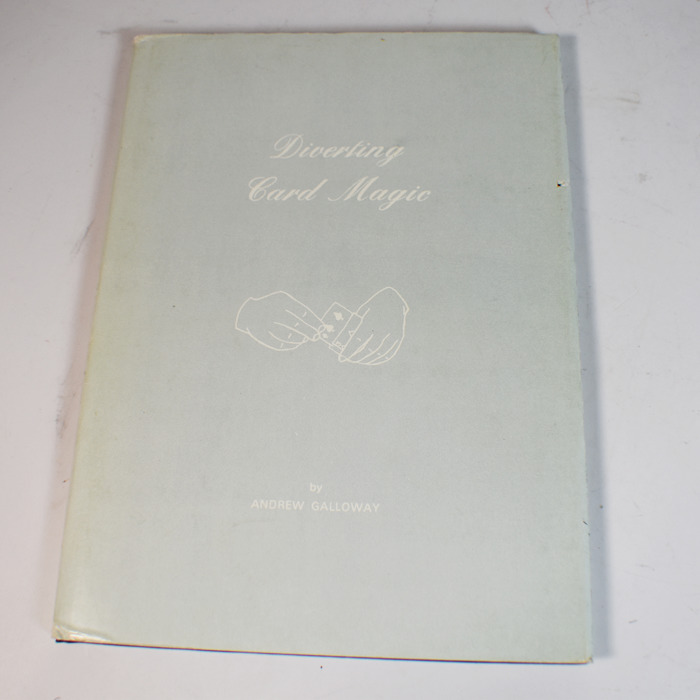 Diverting
Card Magic
by
ANDREW GALLOWAY